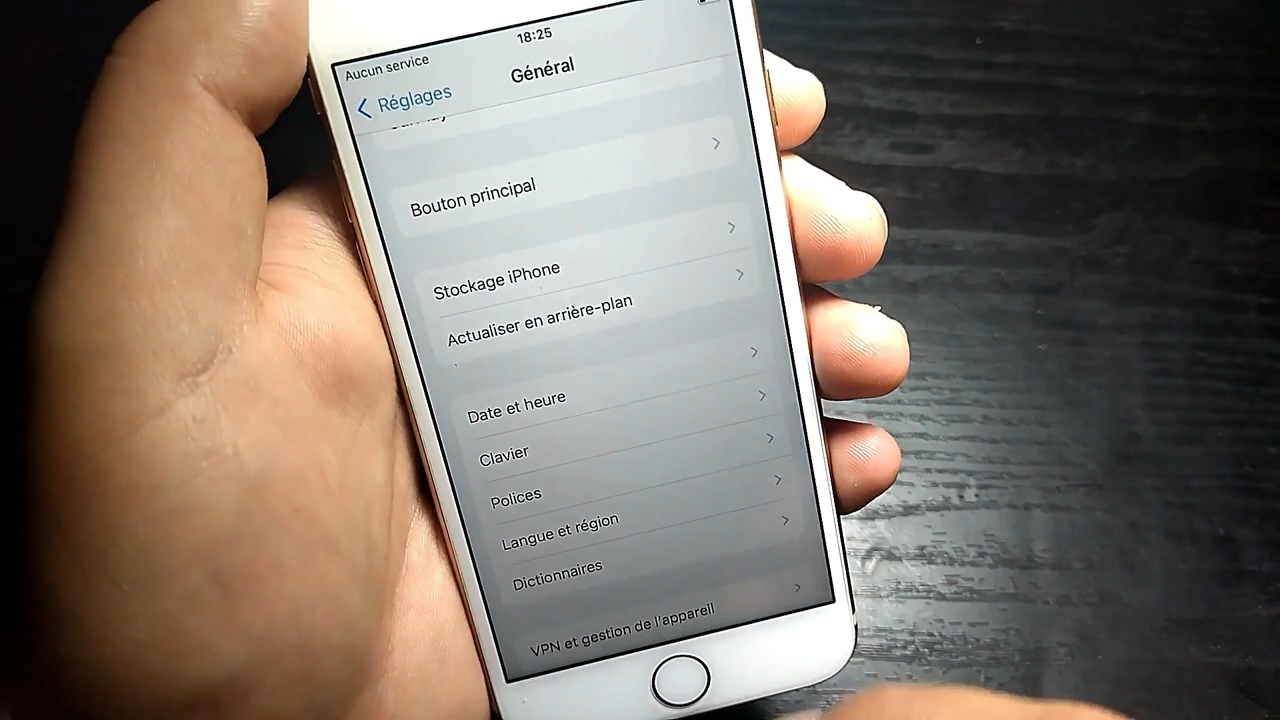 18:25
Aucun service
Général
Réglages
Bouton principal
Stockage iPhone
Actualiser en arrière-plan
Date et heure
Clavier
Polices
Langue et région
Dictionnaires
VPN et gestion de l'appareil